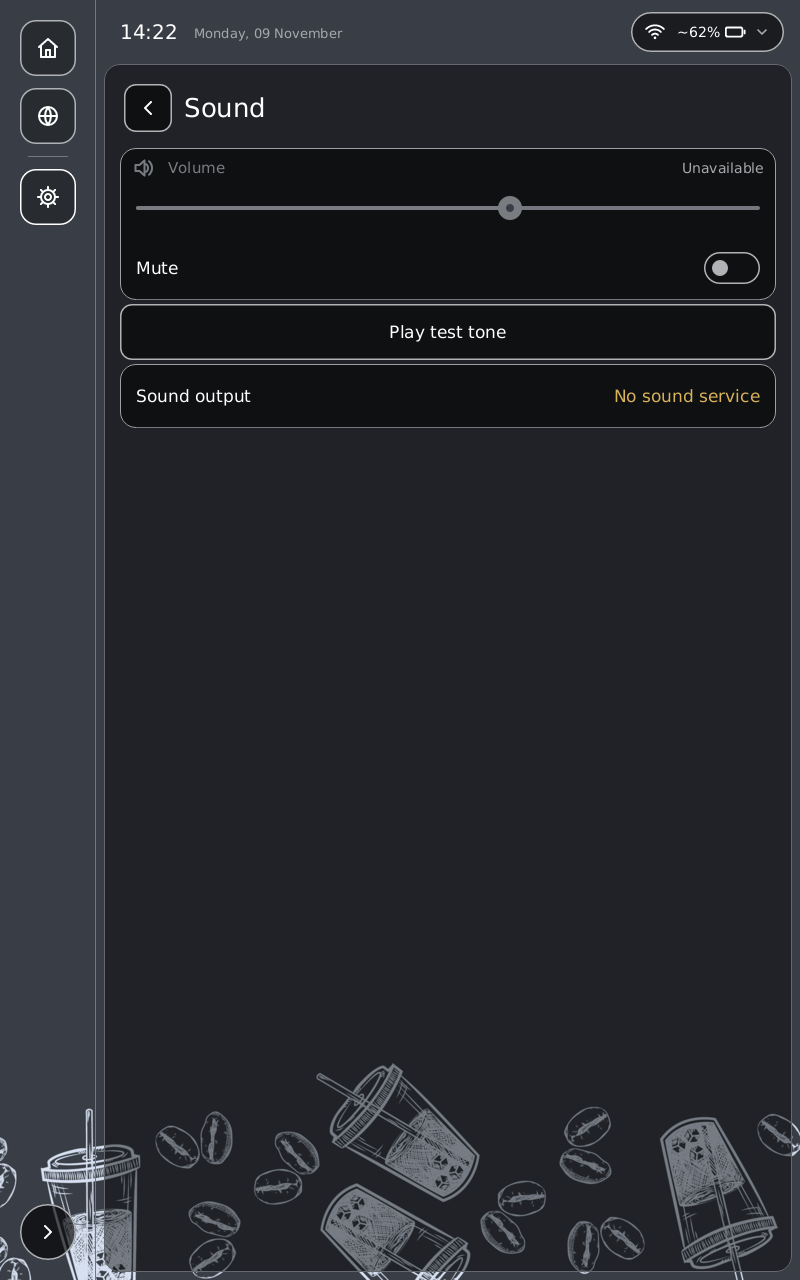 14:22 Monday, 09 November ~62%
Sound
Volume Unavailable
Mute
Play test tone
Sound output No sound service